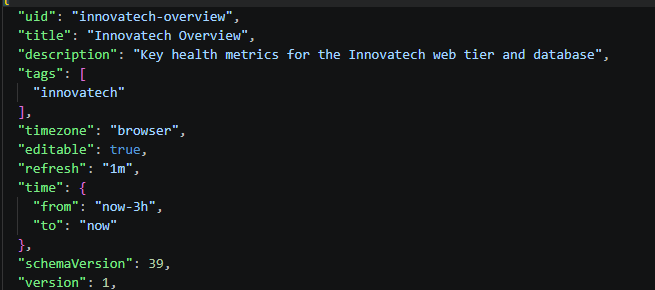 {
"uid": "innovatech-overview",
"title": "Innovatech Overview",
"description": "Key health metrics for the Innovatech web tier and database",
"tags": [
"innovatech"
],
"timezone": "browser",
"editable": true,
"refresh": "1m",
"time": {
"from": "now-3h",
"to": "now"
},
"schemaVersion": 39,
"version": 1,